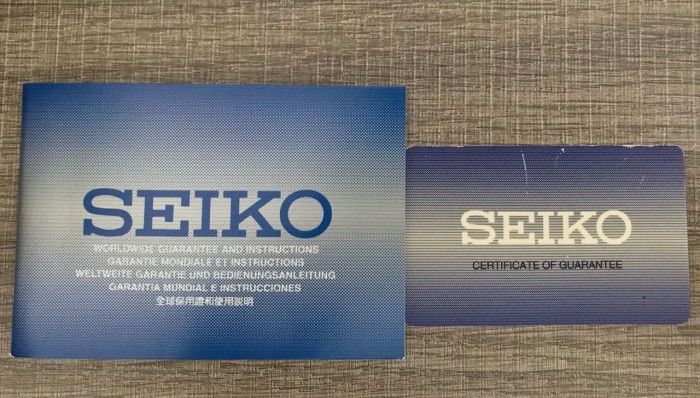 SEIKO
WORLDWIDE GUARANTEE AND INSTRUCTIONS
GARANTIE MONDIALE ET INSTRUCTIONS
WELTWEITE GARANTIE UND BEDIENUNGSANLEITUNG
GARANTIA MUNDIAL E INSTRUCCIONES
全球保用證和使用説明
SEIKO
CERTIFICATE OF GUARANTEE